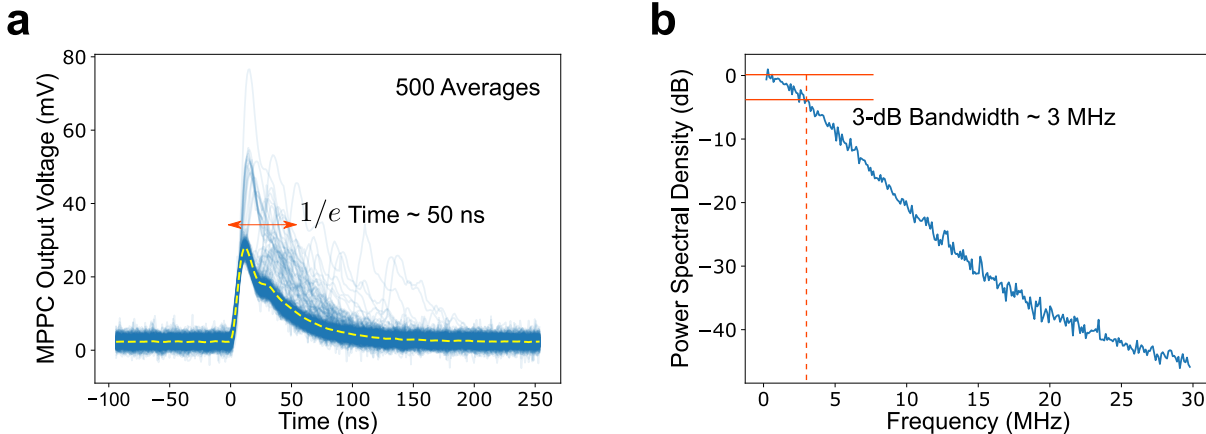 a
MPPC Output Voltage (mV)
80
60
40
20
0
500 Averages
1/e Time ~ 50 ns
−100 −50 0 50 100 150 200 250
Time (ns)
b
Power Spectral Density (dB)
0
−10
−20
−30
−40
3-dB Bandwidth ~ 3 MHz
0 5 10 15 20 25 30
Frequency (MHz)